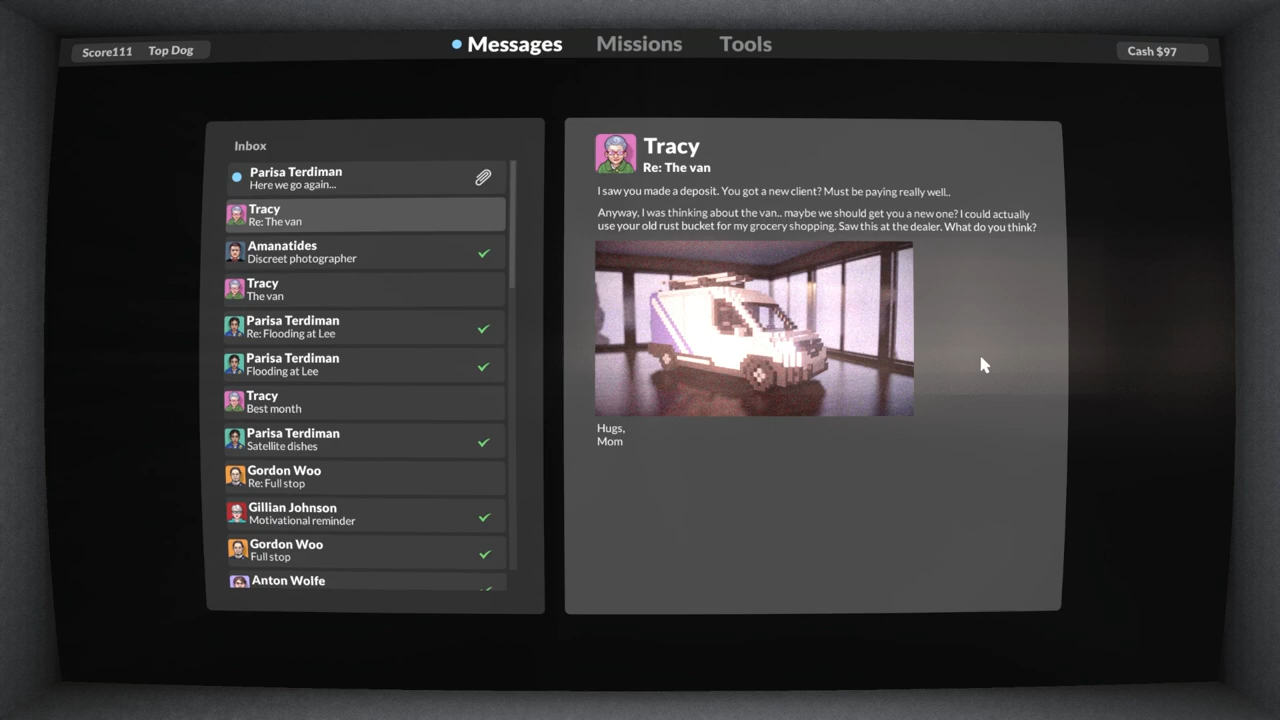 Score111 Top Dog
Messages Missions Tools
Cash $97
Inbox
Parisa Terdiman
Here we go again...
Tracy
Re: The van
Amanatides
Discreet photographer
Tracy
The van
Parisa Terdiman
Re: Flooding at Lee
Parisa Terdiman
Flooding at Lee
Tracy
Best month
Parisa Terdiman
Satellite dishes
Gordon Woo
Re: Full stop
Gillian Johnson
Motivational reminder
Gordon Woo
Full stop
Anton Wolfe
Tracy
Re: The van
I saw you made a deposit. You got a new client? Must be paying really well..
Anyway, I was thinking about the van.. maybe we should get you a new one? I could actually
use your old rust bucket for my grocery shopping. Saw this at the dealer. What do you think?
Hugs,
Mom